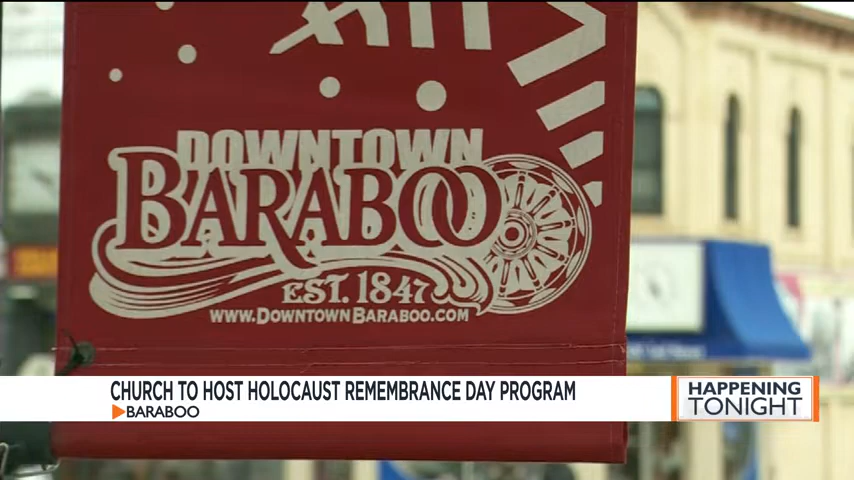 DOWNTOWN
BARABOO
EST. 1847
WWW.DOWNTOWNBARABOO.COM
CHURCH TO HOST HOLOCAUST REMEMBRANCE DAY PROGRAM
BARABOO
HAPPENING
TONIGHT